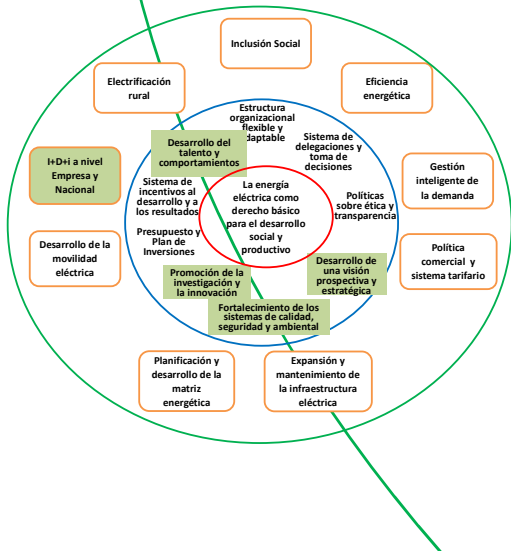 Inclusión Social
Electrificación
rural
Eficiencia
energética
Estructura
organizacional
flexible y
adaptable
Desarrollo del
talento y
comportamientos
Sistema de
delegaciones y
toma de
decisiones
I+D+i a nivel
Empresa y
Nacional
Gestión
inteligente de
la demanda
Sistema de
incentivos al
desarrollo y a
los resultados
La energía
eléctrica como
derecho básico
para el desarrollo
social y
productivo
Políticas
sobre ética y
transparencia
Presupuesto y
Plan de
Inversiones
Desarrollo de la
movilidad
eléctrica
Política
comercial y
sistema tarifario
Promoción de la
investigación y
la innovación
Desarrollo de
una visión
prospectiva y
estratégica
Fortalecimiento de los
sistemas de calidad,
seguridad y ambiental
Planificación y
desarrollo de la
matriz
energética
Expansión y
mantenimiento de
la infraestructura
eléctrica